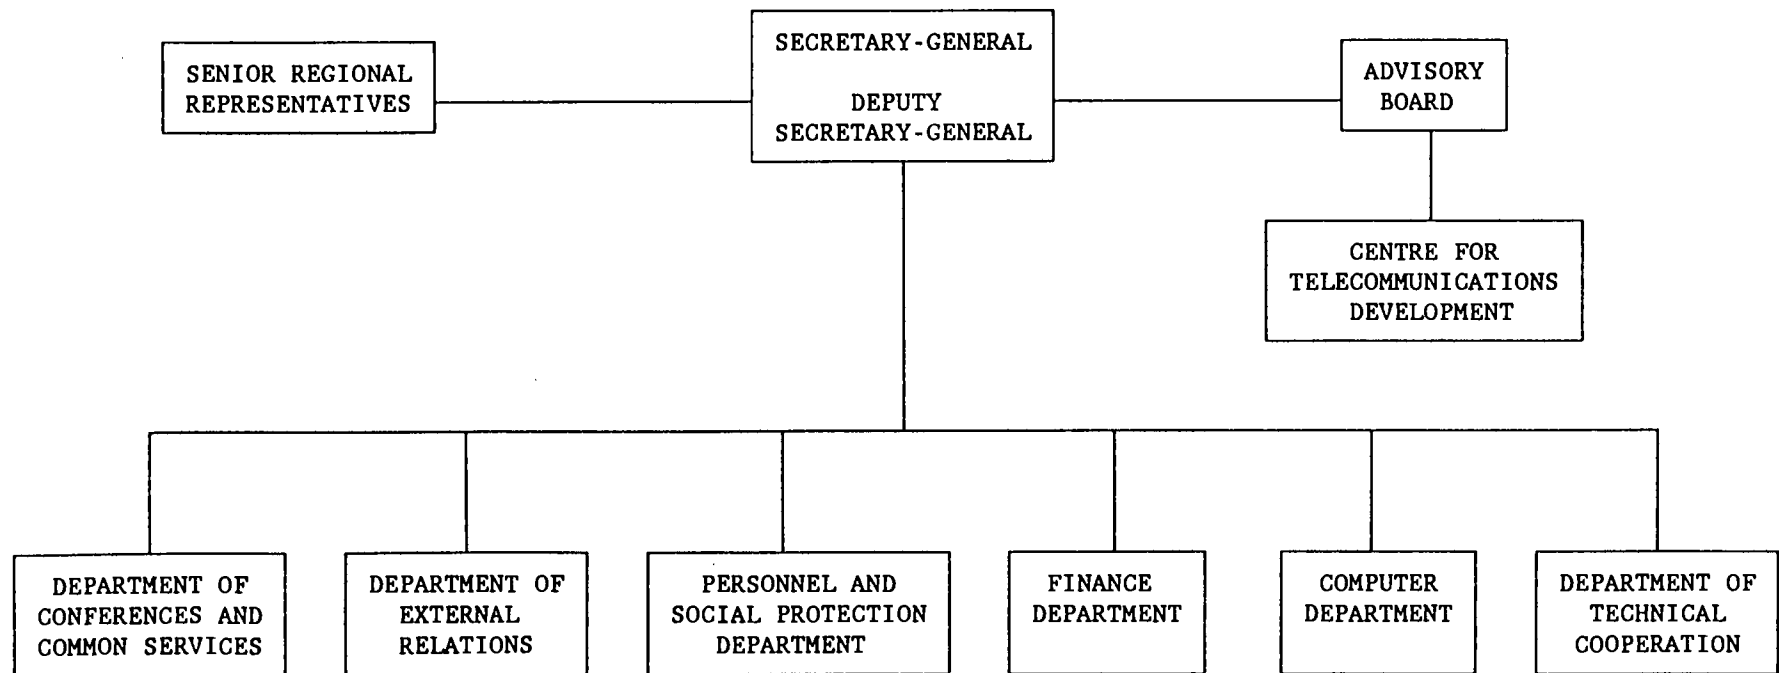 SENIOR REGIONAL
REPRESENTATIVES
SECRETARY-GENERAL
DEPUTY
SECRETARY-GENERAL
ADVISORY
BOARD
CENTRE FOR
TELECOMMUNICATIONS
DEVELOPMENT
DEPARTMENT OF
CONFERENCES AND
COMMON SERVICES
DEPARTMENT OF
EXTERNAL
RELATIONS
PERSONNEL AND
SOCIAL PROTECTION
DEPARTMENT
FINANCE
DEPARTMENT
COMPUTER
DEPARTMENT
DEPARTMENT OF
TECHNICAL
COOPERATION